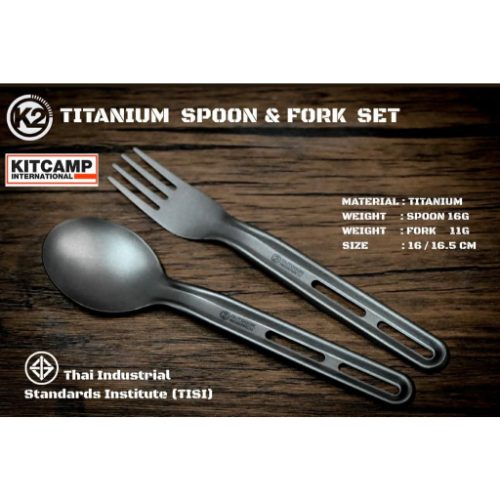 K2 TITANIUM SPOON & FORK SET
KITCAMP
INTERNATIONAL
MATERIAL : TITANIUM
WEIGHT : SPOON 16G
WEIGHT : FORK 11G
SIZE : 16 / 16.5 CM
Thai Industrial
Standards Institute (TISI)